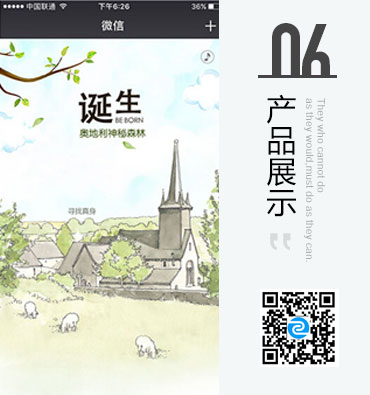 中国联通
下午6:26
36%
微信
诞生
BE BORN
奥地利神秘森林
寻找真身
06
产品展示
They who cannot do
as they would,must do as they can.